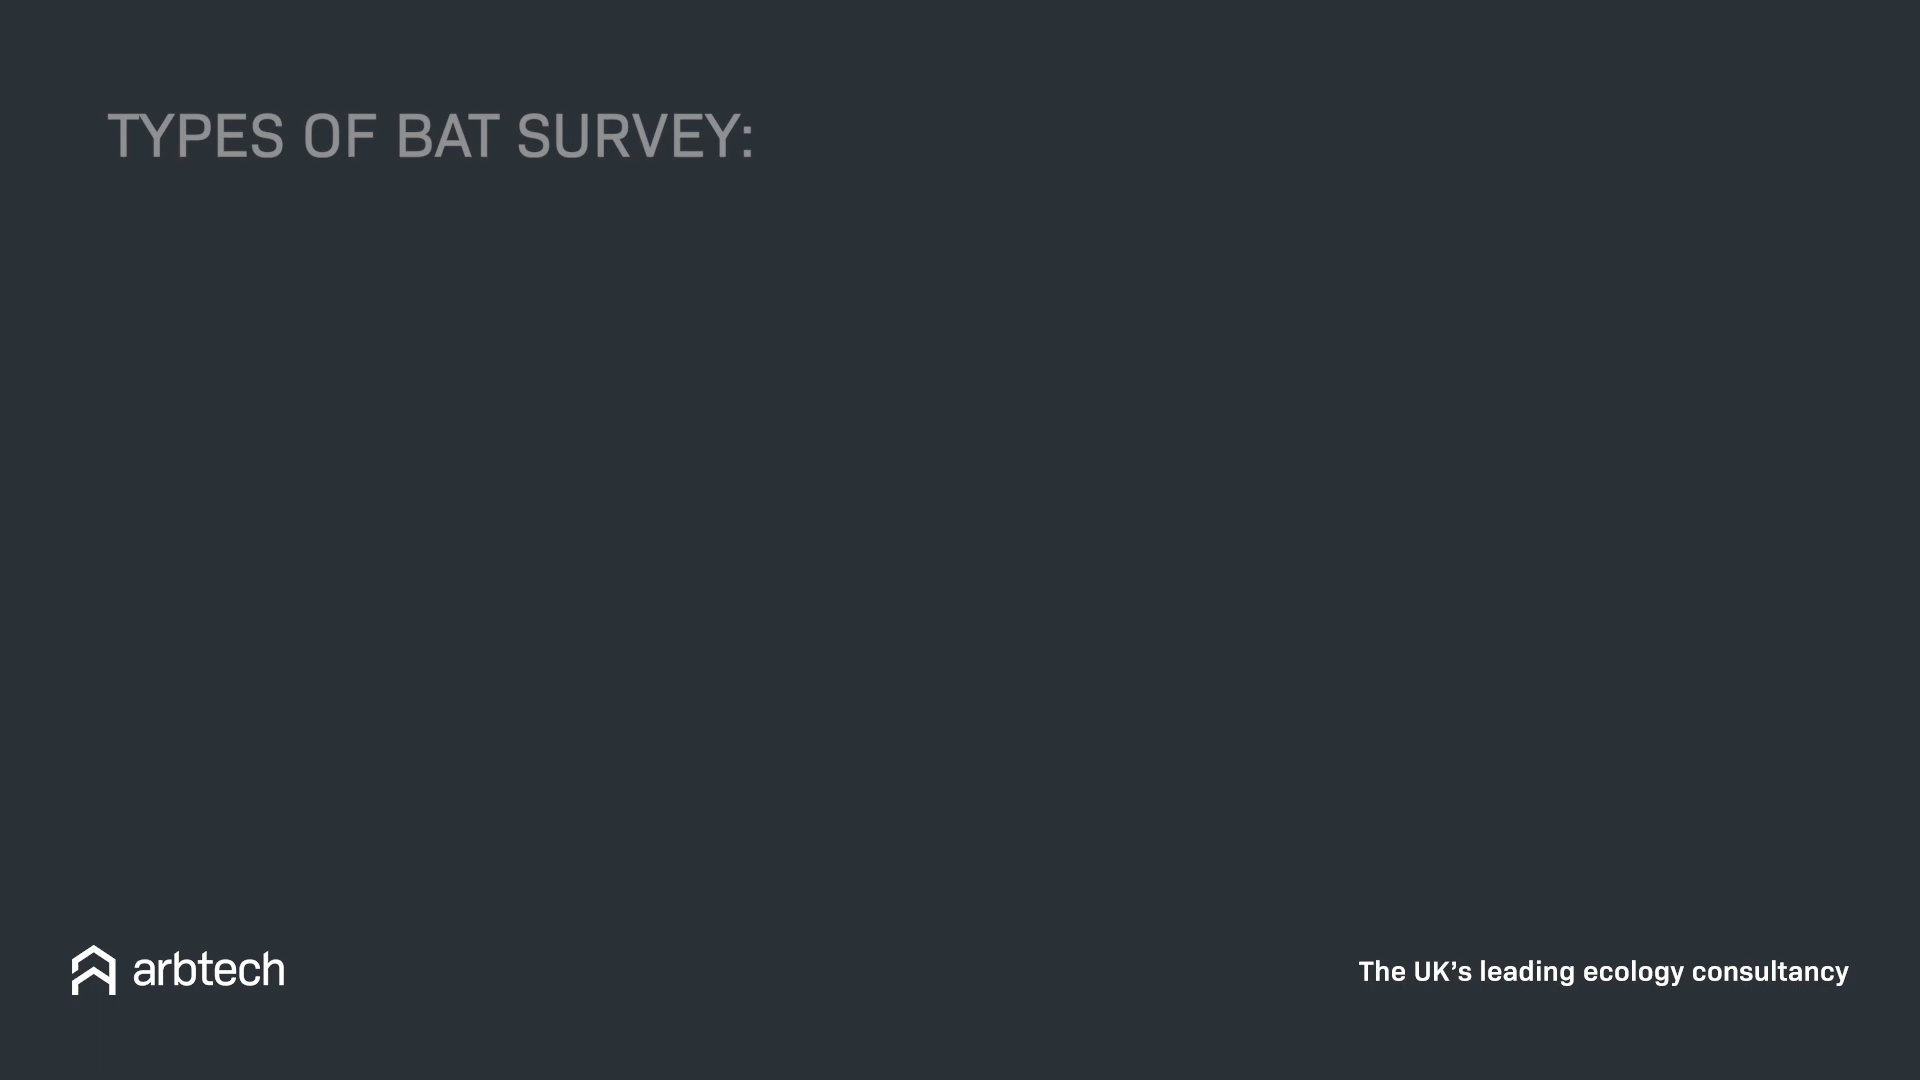 TYPES OF BAT SURVEY:
arbtech
The UK’s leading ecology consultancy